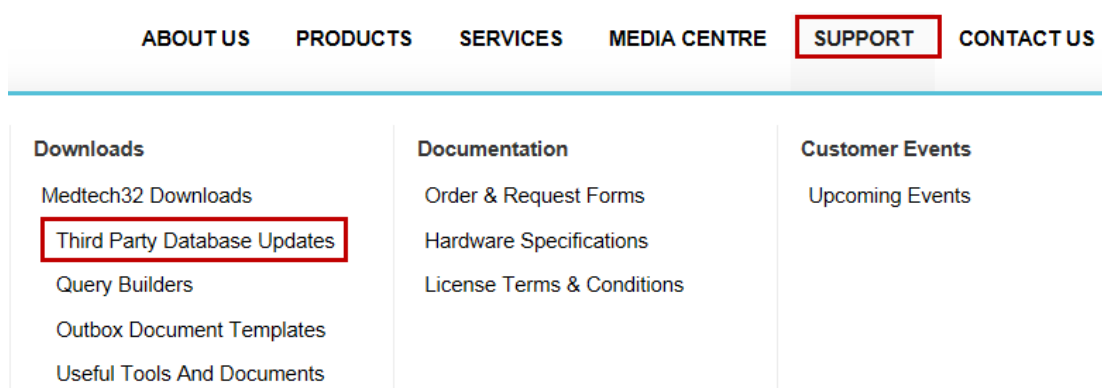 ABOUT US PRODUCTS SERVICES MEDIA CENTRE SUPPORT CONTACT US
Downloads
Medtech32 Downloads
Third Party Database Updates
Query Builders
Outbox Document Templates
Useful Tools And Documents
Documentation
Order & Request Forms
Hardware Specifications
License Terms & Conditions
Customer Events
Upcoming Events